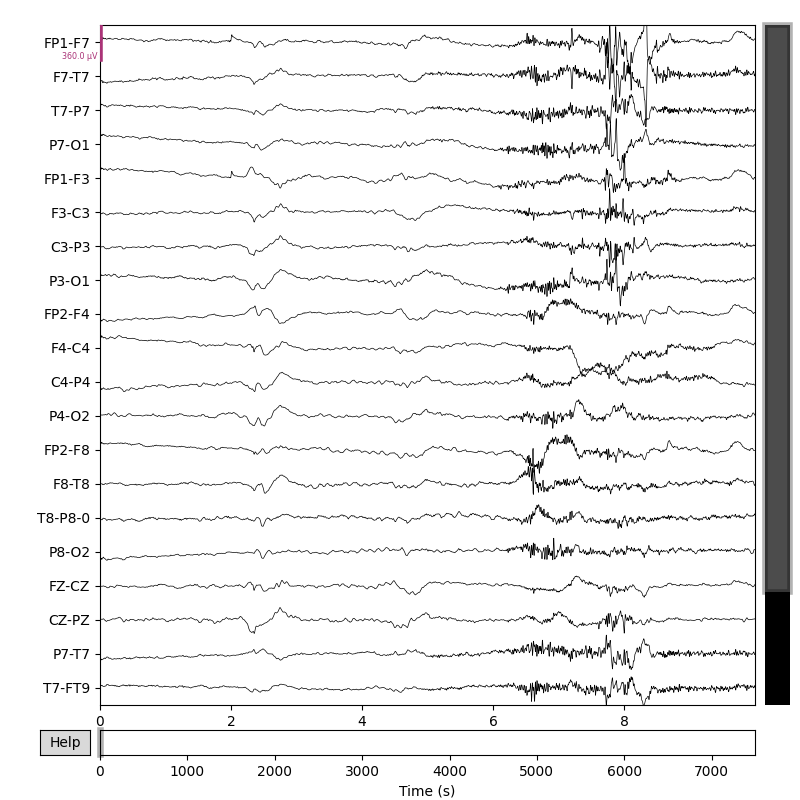 FP1-F7
360.0 µV
F7-T7
T7-P7
P7-O1
FP1-F3
F3-C3
C3-P3
P3-O1
FP2-F4
F4-C4
C4-P4
P4-O2
FP2-F8
F8-T8
T8-P8-0
P8-O2
FZ-CZ
CZ-PZ
P7-T7
T7-FT9
0 2 4 6 8
Help
0 1000 2000 3000 4000 5000 6000 7000
Time (s)